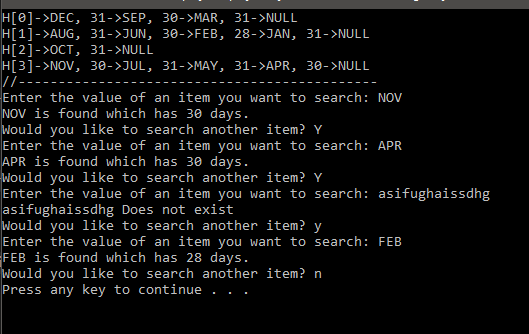 H[0]->DEC, 31->SEP, 30->MAR, 31->NULL
H[1]->AUG, 31->JUN, 30->FEB, 28->JAN, 31->NULL
H[2]->OCT, 31->NULL
H[3]->NOV, 30->JUL, 31->MAY, 31->APR, 30->NULL
//---------------------------------------------
Enter the value of an item you want to search: NOV
NOV is found which has 30 days.
Would you like to search another item? Y
Enter the value of an item you want to search: APR
APR is found which has 30 days.
Would you like to search another item? Y
Enter the value of an item you want to search: asifughaissdhg
asifughaissdhg Does not exist
Would you like to search another item? y
Enter the value of an item you want to search: FEB
FEB is found which has 28 days.
Would you like to search another item? n
Press any key to continue . . .